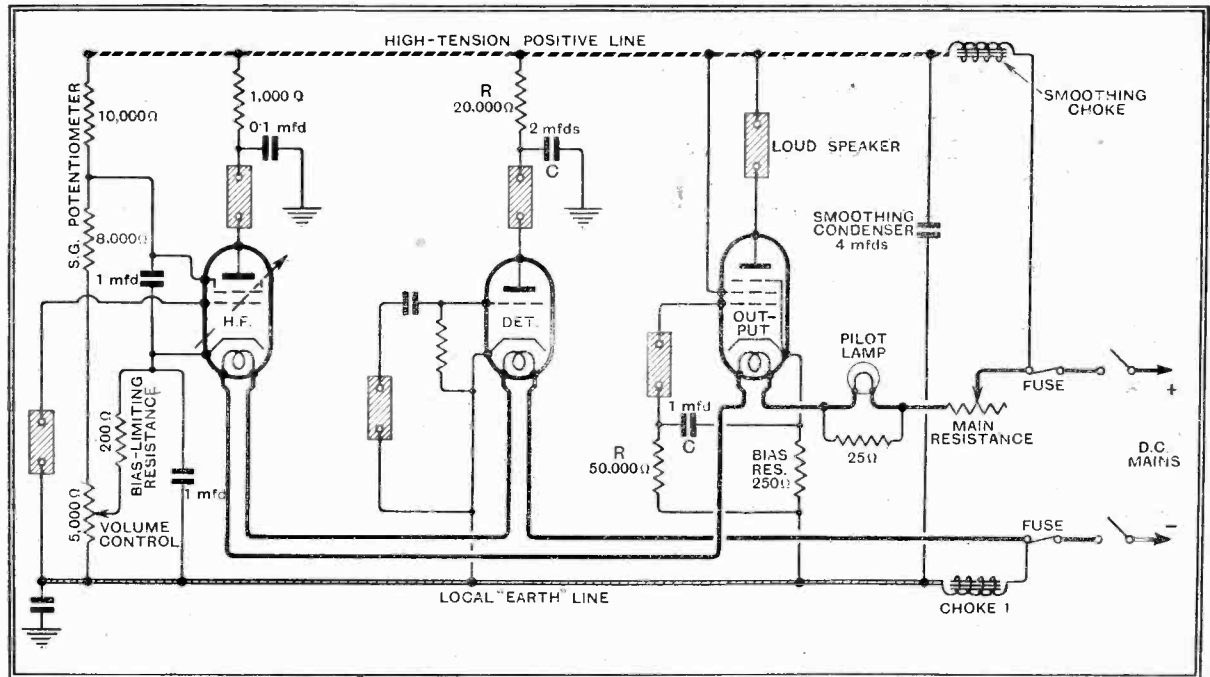 HIGH-TENSION POSITIVE LINE
SMOOTHING
CHOKE
10,000Ω
1,000 Ω
R
20.000Ω
0·1 mfd
2 mfds
C
LOUD SPEAKER
S.G. POTENTIOMETER
8.000Ω
1 mfd
SMOOTHING
CONDENSER
4 mfds
H.F.
DET.
OUT-
PUT
PILOT
LAMP
FUSE
+
MAIN
RESISTANCE
D.C.
MAINS
200Ω
BIAS-LIMITING
RESISTANCE
1 mfd
C
R
50.000Ω
BIAS
RES.
250Ω
25Ω
1 mfd
5,000Ω
VOLUME
CONTROL
FUSE
−
LOCAL "EARTH" LINE
CHOKE 1